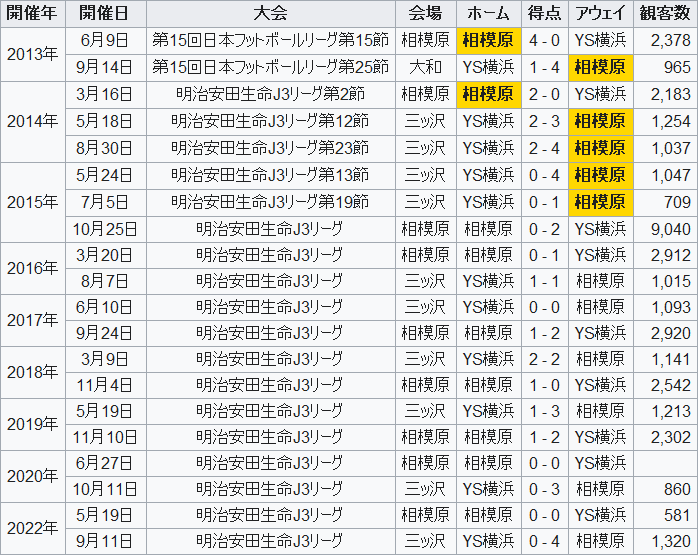 開催年 開催日 大会 会場 ホーム 得点 アウェイ 観客数
2013年 6月9日 第15回日本フットボールリーグ第15節 相模原 相模原 4 - 0 YS横浜 2,378
9月14日 第15回日本フットボールリーグ第25節 大和 YS横浜 1 - 4 相模原 965
2014年 3月16日 明治安田生命J3リーグ第2節 相模原 相模原 2 - 0 YS横浜 2,183
5月18日 明治安田生命J3リーグ第12節 三ッ沢 YS横浜 2 - 3 相模原 1,254
8月30日 明治安田生命J3リーグ第23節 三ッ沢 YS横浜 2 - 4 相模原 1,037
2015年 5月24日 明治安田生命J3リーグ第13節 三ッ沢 YS横浜 0 - 4 相模原 1,047
7月5日 明治安田生命J3リーグ第19節 三ッ沢 YS横浜 0 - 1 相模原 709
10月25日 明治安田生命J3リーグ 相模原 相模原 0 - 2 YS横浜 9,040
2016年 3月20日 明治安田生命J3リーグ 相模原 相模原 0 - 1 YS横浜 2,912
8月7日 明治安田生命J3リーグ 三ッ沢 YS横浜 1 - 1 相模原 1,015
2017年 6月10日 明治安田生命J3リーグ 三ッ沢 YS横浜 0 - 0 相模原 1,093
9月24日 明治安田生命J3リーグ 相模原 相模原 1 - 2 YS横浜 2,920
2018年 3月9日 明治安田生命J3リーグ 三ッ沢 YS横浜 2 - 2 相模原 1,141
11月4日 明治安田生命J3リーグ 相模原 相模原 1 - 0 YS横浜 2,542
2019年 5月19日 明治安田生命J3リーグ 三ッ沢 YS横浜 1 - 3 相模原 1,213
11月10日 明治安田生命J3リーグ 相模原 相模原 1 - 2 YS横浜 2,302
2020年 6月27日 明治安田生命J3リーグ 相模原 相模原 0 - 0 YS横浜
10月11日 明治安田生命J3リーグ 三ッ沢 YS横浜 0 - 3 相模原 860
2022年 5月19日 明治安田生命J3リーグ 相模原 相模原 0 - 0 YS横浜 581
9月11日 明治安田生命J3リーグ 三ッ沢 YS横浜 0 - 4 相模原 1,320